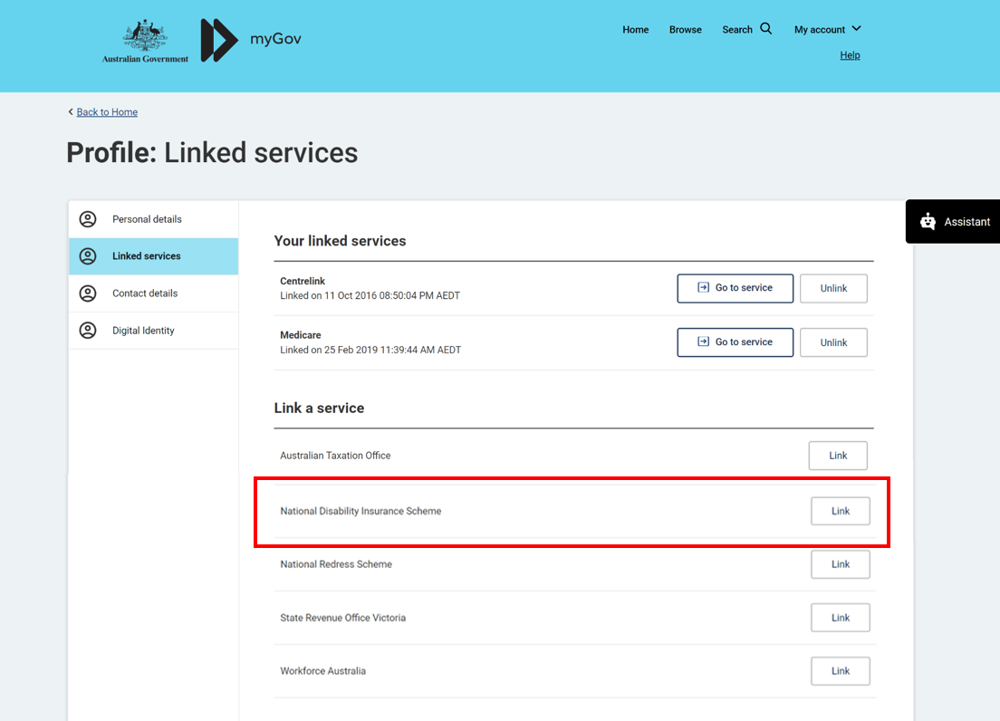 Australian Government
myGov
Home
Browse
Search
My account
Help
Back to Home
Profile: Linked services
Personal details
Linked services
Contact details
Digital Identity
Assistant
Your linked services
Centrelink
Linked on 11 Oct 2016 08:50:04 PM AEDT
Go to service
Unlink
Medicare
Linked on 25 Feb 2019 11:39:44 AM AEDT
Go to service
Unlink
Link a service
Australian Taxation Office
Link
National Disability Insurance Scheme
Link
National Redress Scheme
Link
State Revenue Office Victoria
Link
Workforce Australia
Link